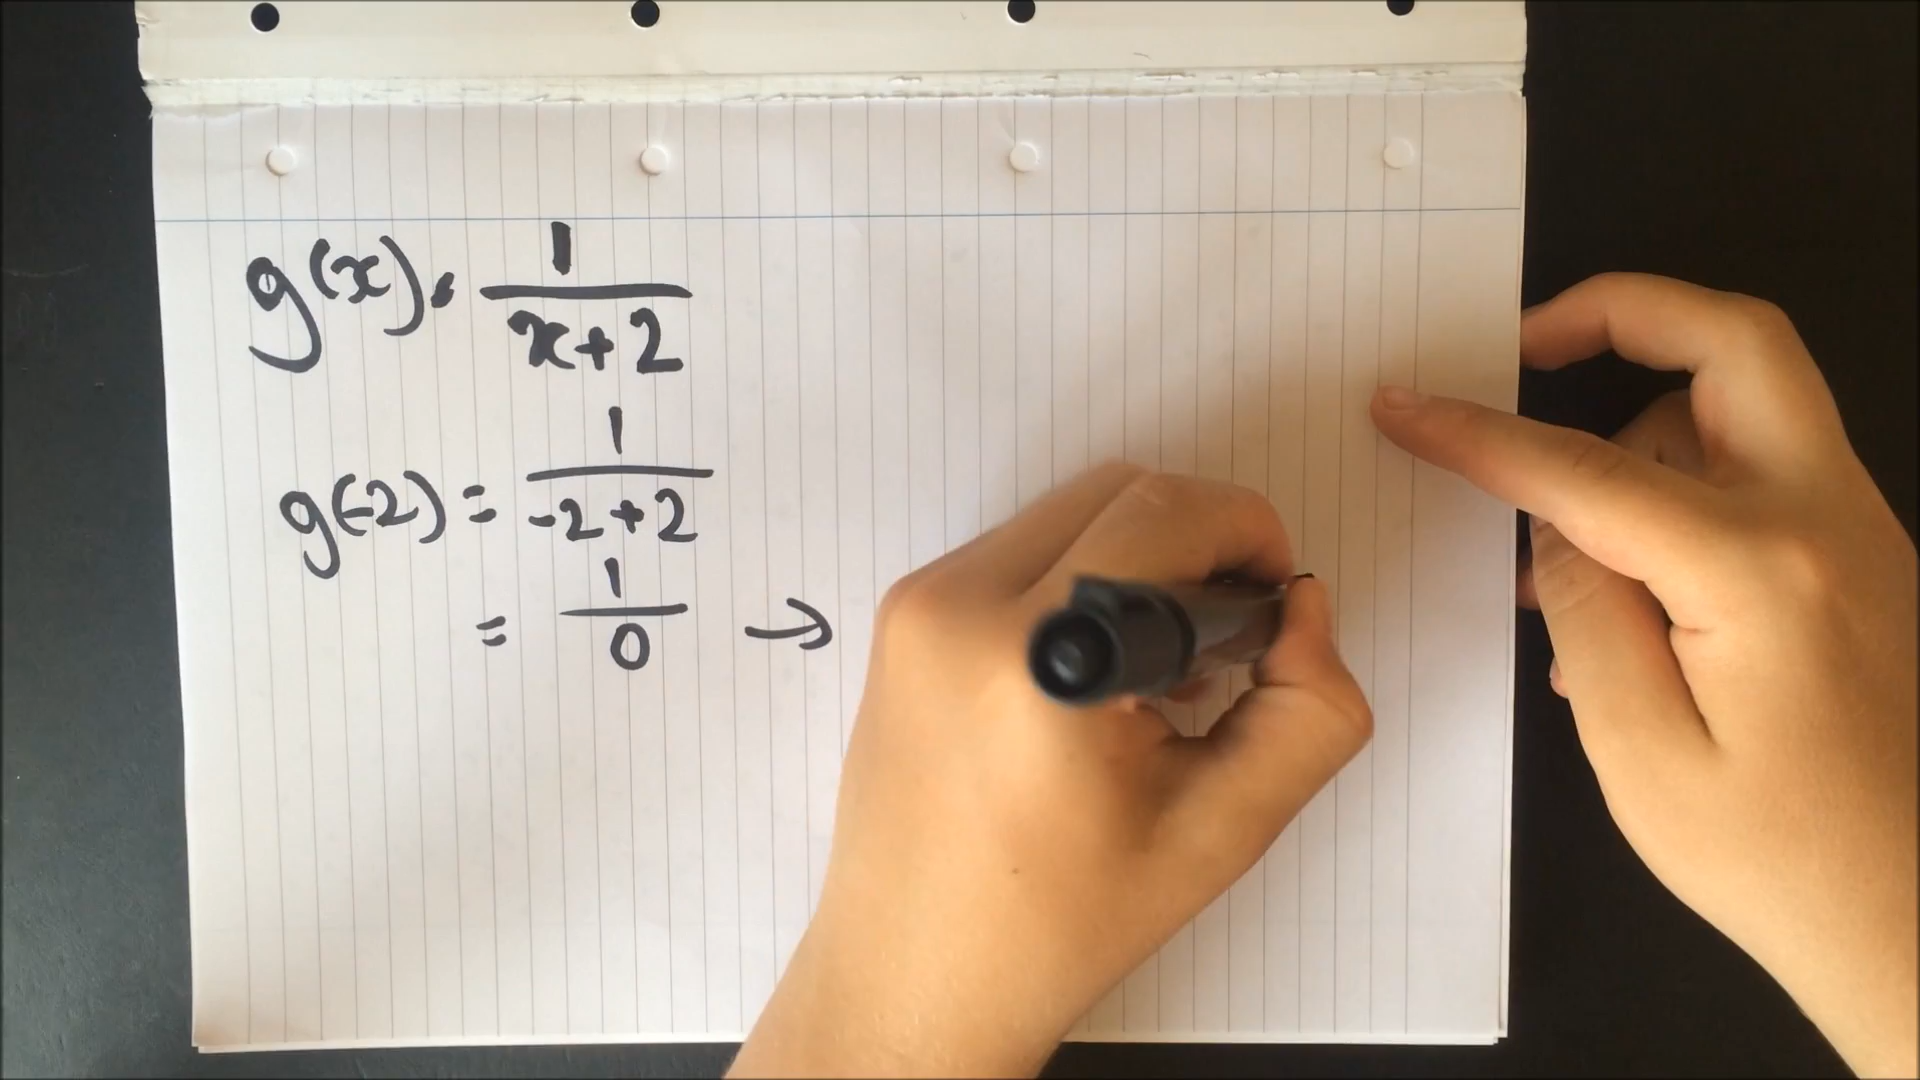 g(x) = 1/(x+2)
g(-2) = 1/(-2+2)
= 1/0 →